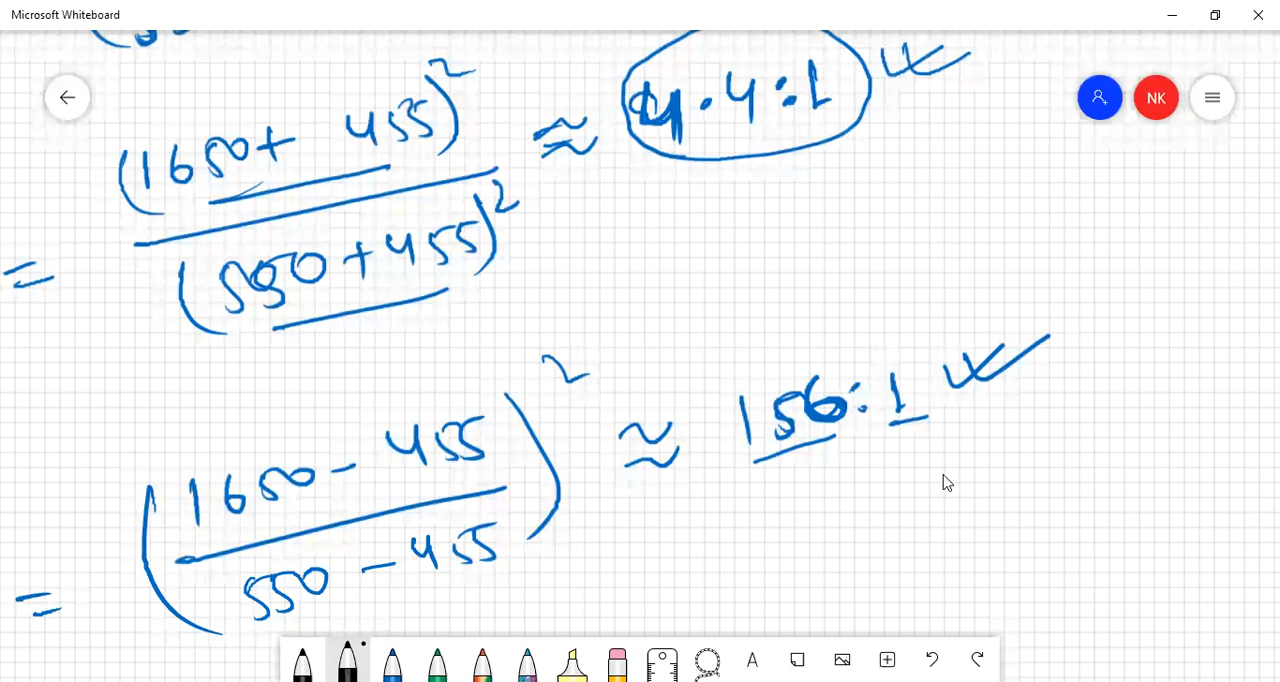 Microsoft Whiteboard
(1650+ 455)² ≈ 4.4:1
NK
=
(550+455)²
(1650-455)² ≈ 156:1
=
550-455
A